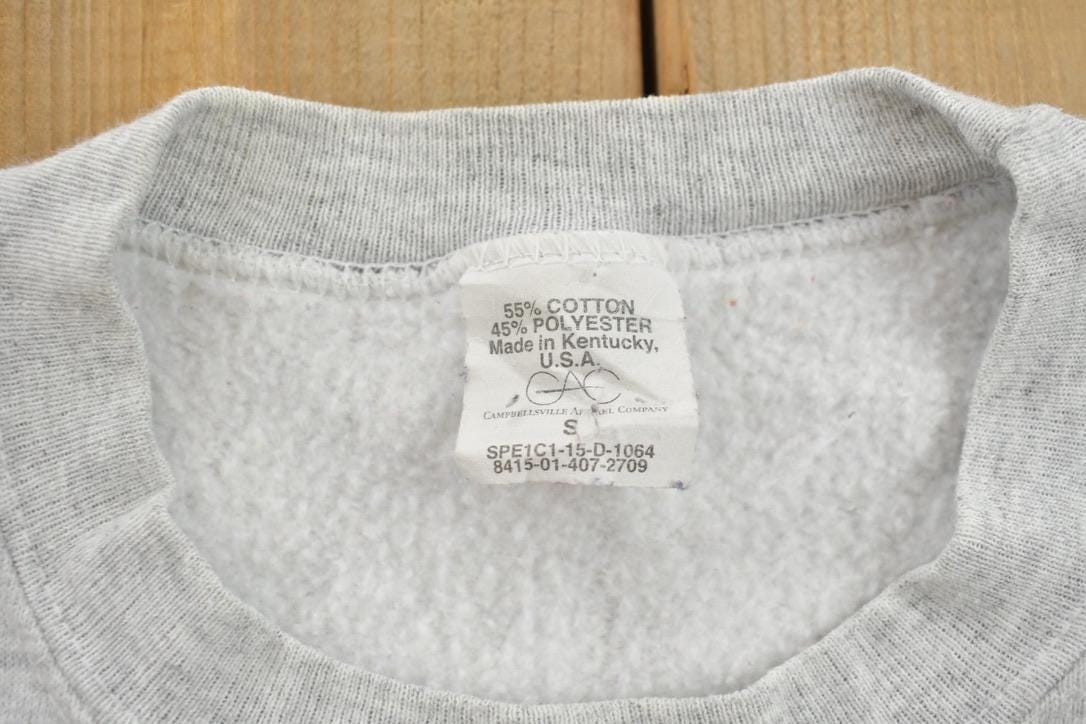 55% COTTON
45% POLYESTER
Made in Kentucky,
U.S.A.
CAC
CAMPBELLSVILLE APPAREL COMPANY
S
SPE1C1-15-D-1064
8415-01-407-2709